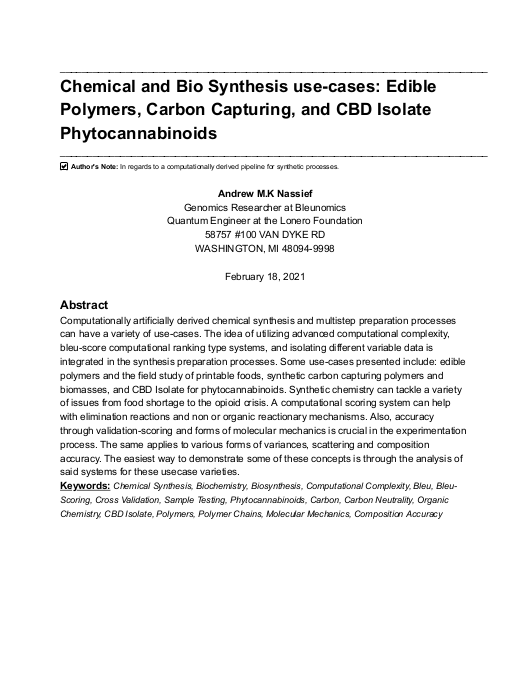 Chemical and Bio Synthesis use-cases: Edible
Polymers, Carbon Capturing, and CBD Isolate
Phytocannabinoids
Author's Note: In regards to a computationally derived pipeline for synthetic processes.
Andrew M.K Nassief
Genomics Researcher at Bleunomics
Quantum Engineer at the Lonero Foundation
58757 #100 VAN DYKE RD
WASHINGTON, MI 48094-9998
February 18, 2021
Abstract
Computationally artificially derived chemical synthesis and multistep preparation processes
can have a variety of use-cases. The idea of utilizing advanced computational complexity,
bleu-score computational ranking type systems, and isolating different variable data is
integrated in the synthesis preparation processes. Some use-cases presented include: edible
polymers and the field study of printable foods, synthetic carbon capturing polymers and
biomasses, and CBD Isolate for phytocannabinoids. Synthetic chemistry can tackle a variety
of issues from food shortage to the opioid crisis. A computational scoring system can help
with elimination reactions and non or organic reactionary mechanisms. Also, accuracy
through validation-scoring and forms of molecular mechanics is crucial in the experimentation
process. The same applies to various forms of variances, scattering and composition
accuracy. The easiest way to demonstrate some of these concepts is through the analysis of
said systems for these usecase varieties.
Keywords: Chemical Synthesis, Biochemistry, Biosynthesis, Computational Complexity, Bleu, Bleu-
Scoring, Cross Validation, Sample Testing, Phytocannabinoids, Carbon, Carbon Neutrality, Organic
Chemistry, CBD Isolate, Polymers, Polymer Chains, Molecular Mechanics, Composition Accuracy